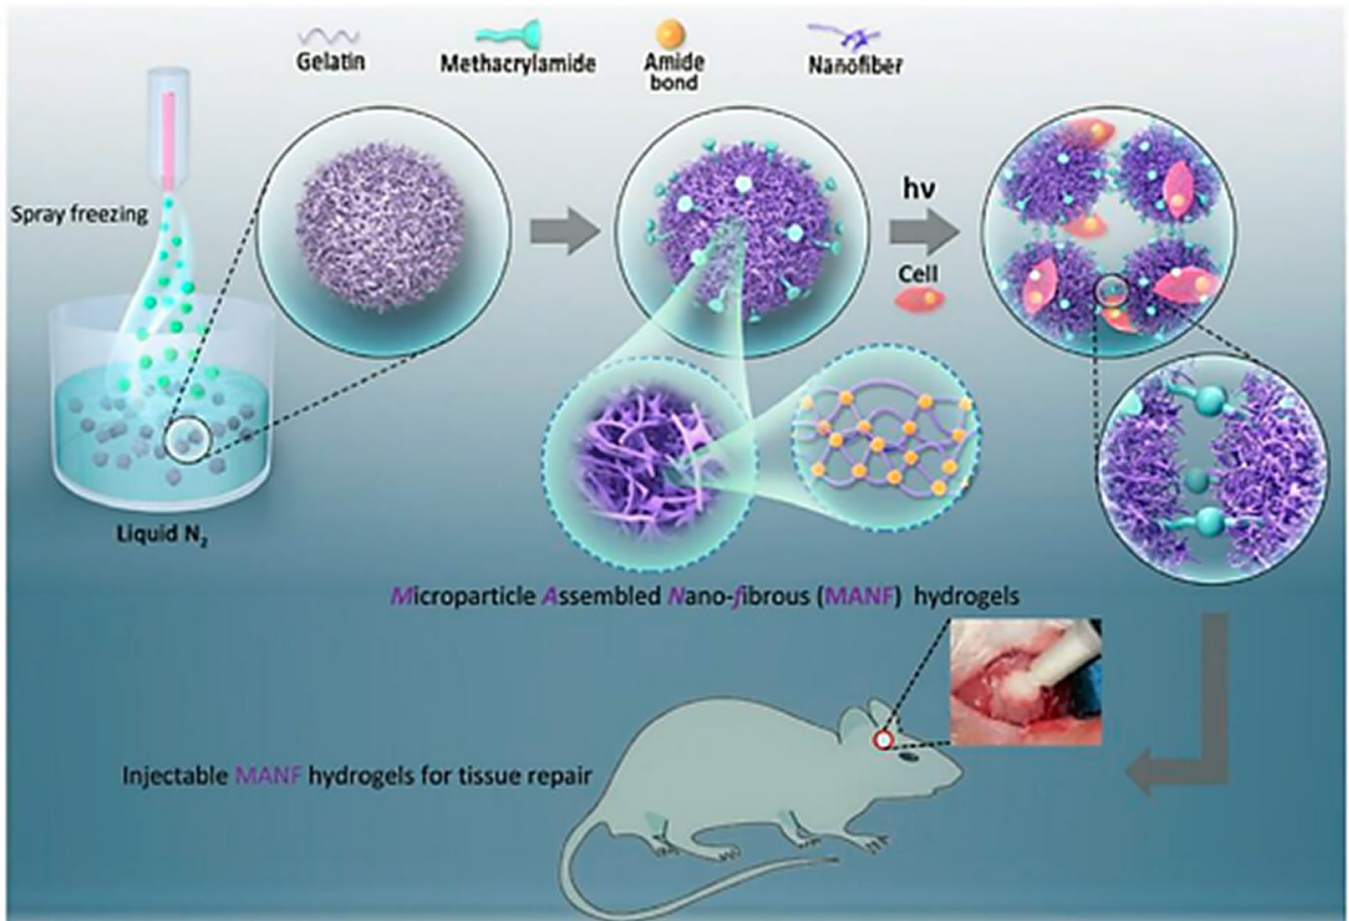 Gelatin
Methacrylamide
Amide
bond
Nanofiber
Spray freezing
hν
Cell
Liquid N₂
Microparticle Assembled Nano-fibrous (MANF) hydrogels
Injectable MANF hydrogels for tissue repair